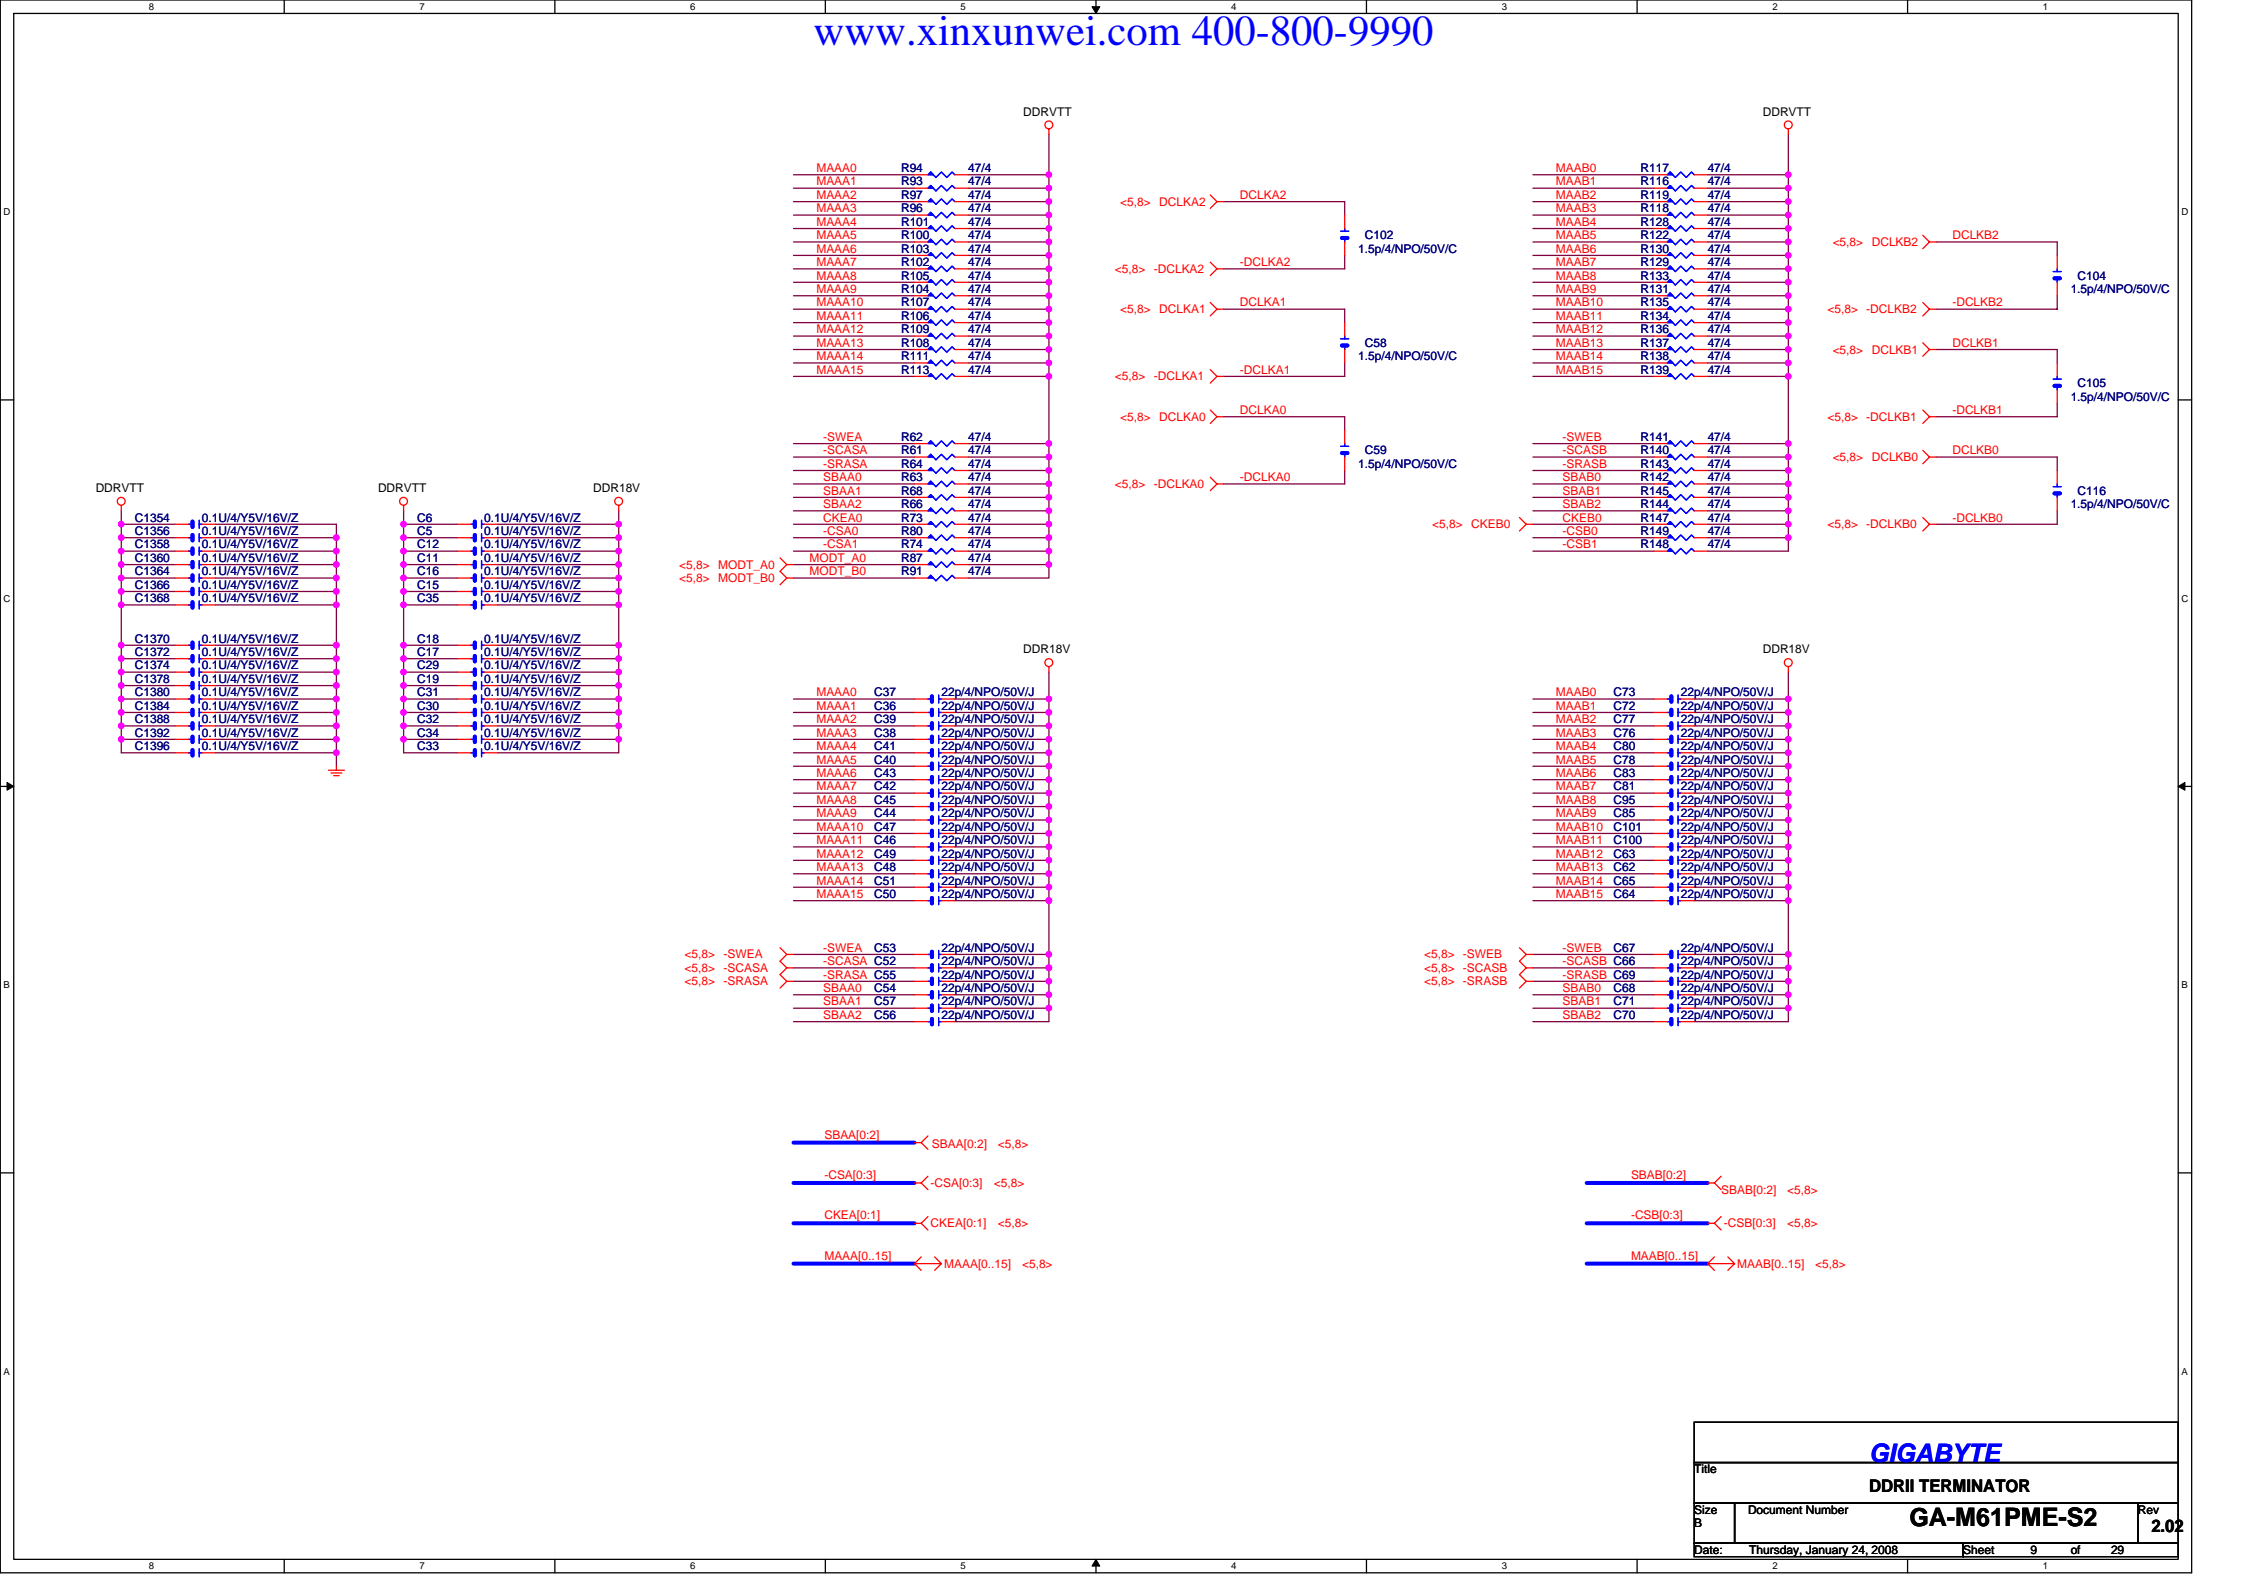 8 7 6 5 4 3 2 1
www.xinxunwei.com 400-800-9990
D
C
B
A
DDRVTT
MAAA0 R94 47/4
MAAA1 R93 47/4
MAAA2 R97 47/4
MAAA3 R96 47/4
MAAA4 R101 47/4
MAAA5 R100 47/4
MAAA6 R103 47/4
MAAA7 R102 47/4
MAAA8 R105 47/4
MAAA9 R104 47/4
MAAA10 R107 47/4
MAAA11 R106 47/4
MAAA12 R109 47/4
MAAA13 R108 47/4
MAAA14 R111 47/4
MAAA15 R113 47/4
-SWEA R62 47/4
-SCASA R61 47/4
-SRASA R64 47/4
SBAA0 R63 47/4
SBAA1 R68 47/4
SBAA2 R66 47/4
CKEA0 R73 47/4
-CSA0 R80 47/4
-CSA1 R74 47/4
<5,8> MODT_A0 MODT_A0 R87 47/4
<5,8> MODT_B0 MODT_B0 R91 47/4
<5,8> DCLKA2 DCLKA2
C102
1.5p/4/NPO/50V/C
<5,8> -DCLKA2 -DCLKA2
<5,8> DCLKA1 DCLKA1
C58
1.5p/4/NPO/50V/C
<5,8> -DCLKA1 -DCLKA1
<5,8> DCLKA0 DCLKA0
C59
1.5p/4/NPO/50V/C
<5,8> -DCLKA0 -DCLKA0
DDRVTT
MAAB0 R117 47/4
MAAB1 R116 47/4
MAAB2 R119 47/4
MAAB3 R118 47/4
MAAB4 R128 47/4
MAAB5 R122 47/4
MAAB6 R130 47/4
MAAB7 R129 47/4
MAAB8 R133 47/4
MAAB9 R131 47/4
MAAB10 R135 47/4
MAAB11 R134 47/4
MAAB12 R136 47/4
MAAB13 R137 47/4
MAAB14 R138 47/4
MAAB15 R139 47/4
-SWEB R141 47/4
-SCASB R140 47/4
-SRASB R143 47/4
SBAB0 R142 47/4
SBAB1 R145 47/4
SBAB2 R144 47/4
<5,8> CKEB0 CKEB0 R147 47/4
-CSB0 R149 47/4
-CSB1 R148 47/4
<5,8> DCLKB2 DCLKB2
C104
1.5p/4/NPO/50V/C
<5,8> -DCLKB2 -DCLKB2
<5,8> DCLKB1 DCLKB1
C105
1.5p/4/NPO/50V/C
<5,8> -DCLKB1 -DCLKB1
<5,8> DCLKB0 DCLKB0
C116
1.5p/4/NPO/50V/C
<5,8> -DCLKB0 -DCLKB0
DDRVTT
C1354 0.1U/4/Y5V/16V/Z
C1356 0.1U/4/Y5V/16V/Z
C1358 0.1U/4/Y5V/16V/Z
C1360 0.1U/4/Y5V/16V/Z
C1364 0.1U/4/Y5V/16V/Z
C1366 0.1U/4/Y5V/16V/Z
C1368 0.1U/4/Y5V/16V/Z
C1370 0.1U/4/Y5V/16V/Z
C1372 0.1U/4/Y5V/16V/Z
C1374 0.1U/4/Y5V/16V/Z
C1378 0.1U/4/Y5V/16V/Z
C1380 0.1U/4/Y5V/16V/Z
C1384 0.1U/4/Y5V/16V/Z
C1388 0.1U/4/Y5V/16V/Z
C1392 0.1U/4/Y5V/16V/Z
C1396 0.1U/4/Y5V/16V/Z
DDRVTT DDR18V
C6 0.1U/4/Y5V/16V/Z
C5 0.1U/4/Y5V/16V/Z
C12 0.1U/4/Y5V/16V/Z
C11 0.1U/4/Y5V/16V/Z
C16 0.1U/4/Y5V/16V/Z
C15 0.1U/4/Y5V/16V/Z
C35 0.1U/4/Y5V/16V/Z
C18 0.1U/4/Y5V/16V/Z
C17 0.1U/4/Y5V/16V/Z
C29 0.1U/4/Y5V/16V/Z
C19 0.1U/4/Y5V/16V/Z
C31 0.1U/4/Y5V/16V/Z
C30 0.1U/4/Y5V/16V/Z
C32 0.1U/4/Y5V/16V/Z
C34 0.1U/4/Y5V/16V/Z
C33 0.1U/4/Y5V/16V/Z
DDR18V
MAAA0 C37 22p/4/NPO/50V/J
MAAA1 C36 22p/4/NPO/50V/J
MAAA2 C39 22p/4/NPO/50V/J
MAAA3 C38 22p/4/NPO/50V/J
MAAA4 C41 22p/4/NPO/50V/J
MAAA5 C40 22p/4/NPO/50V/J
MAAA6 C43 22p/4/NPO/50V/J
MAAA7 C42 22p/4/NPO/50V/J
MAAA8 C45 22p/4/NPO/50V/J
MAAA9 C44 22p/4/NPO/50V/J
MAAA10 C47 22p/4/NPO/50V/J
MAAA11 C46 22p/4/NPO/50V/J
MAAA12 C49 22p/4/NPO/50V/J
MAAA13 C48 22p/4/NPO/50V/J
MAAA14 C51 22p/4/NPO/50V/J
MAAA15 C50 22p/4/NPO/50V/J
<5,8> -SWEA -SWEA C53 22p/4/NPO/50V/J
<5,8> -SCASA -SCASA C52 22p/4/NPO/50V/J
<5,8> -SRASA -SRASA C55 22p/4/NPO/50V/J
SBAA0 C54 22p/4/NPO/50V/J
SBAA1 C57 22p/4/NPO/50V/J
SBAA2 C56 22p/4/NPO/50V/J
DDR18V
MAAB0 C73 22p/4/NPO/50V/J
MAAB1 C72 22p/4/NPO/50V/J
MAAB2 C77 22p/4/NPO/50V/J
MAAB3 C76 22p/4/NPO/50V/J
MAAB4 C80 22p/4/NPO/50V/J
MAAB5 C78 22p/4/NPO/50V/J
MAAB6 C83 22p/4/NPO/50V/J
MAAB7 C81 22p/4/NPO/50V/J
MAAB8 C95 22p/4/NPO/50V/J
MAAB9 C85 22p/4/NPO/50V/J
MAAB10 C101 22p/4/NPO/50V/J
MAAB11 C100 22p/4/NPO/50V/J
MAAB12 C63 22p/4/NPO/50V/J
MAAB13 C62 22p/4/NPO/50V/J
MAAB14 C65 22p/4/NPO/50V/J
MAAB15 C64 22p/4/NPO/50V/J
<5,8> -SWEB -SWEB C67 22p/4/NPO/50V/J
<5,8> -SCASB -SCASB C66 22p/4/NPO/50V/J
<5,8> -SRASB -SRASB C69 22p/4/NPO/50V/J
SBAB0 C68 22p/4/NPO/50V/J
SBAB1 C71 22p/4/NPO/50V/J
SBAB2 C70 22p/4/NPO/50V/J
SBAA[0:2] SBAA[0:2] <5,8>
-CSA[0:3] -CSA[0:3] <5,8>
CKEA[0:1] CKEA[0:1] <5,8>
MAAA[0..15] MAAA[0..15] <5,8>
SBAB[0:2] SBAB[0:2] <5,8>
-CSB[0:3] -CSB[0:3] <5,8>
MAAB[0..15] MAAB[0..15] <5,8>
D
C
B
A
GIGABYTE
Title
DDRII TERMINATOR
Size Document Number GA-M61PME-S2 Rev
B 2.02
Date: Thursday, January 24, 2008 Sheet 9 of 29
8 7 6 5 4 3 2 1